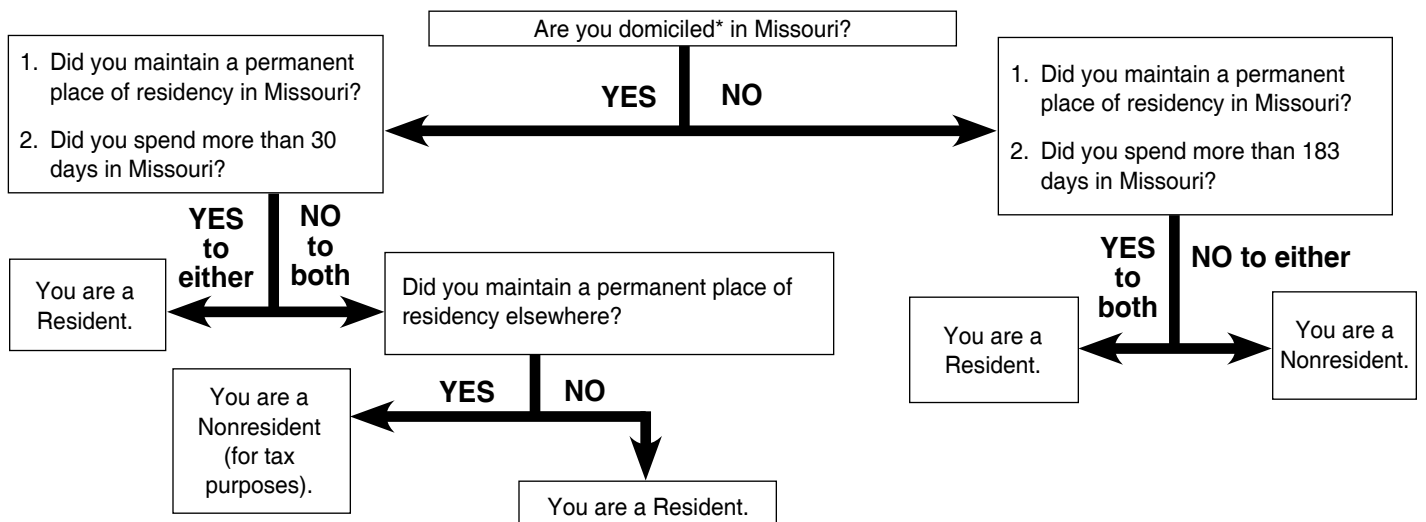 Are you domiciled* in Missouri?
YES
NO
1. Did you maintain a permanent
place of residency in Missouri?
2. Did you spend more than 30
days in Missouri?
YES
to
either
NO
to
both
You are a
Resident.
Did you maintain a permanent place of
residency elsewhere?
YES
NO
You are a
Nonresident
(for tax
purposes).
You are a Resident.
1. Did you maintain a permanent
place of residency in Missouri?
2. Did you spend more than 183
days in Missouri?
YES
to
both
NO to either
You are a
Resident.
You are a
Nonresident.